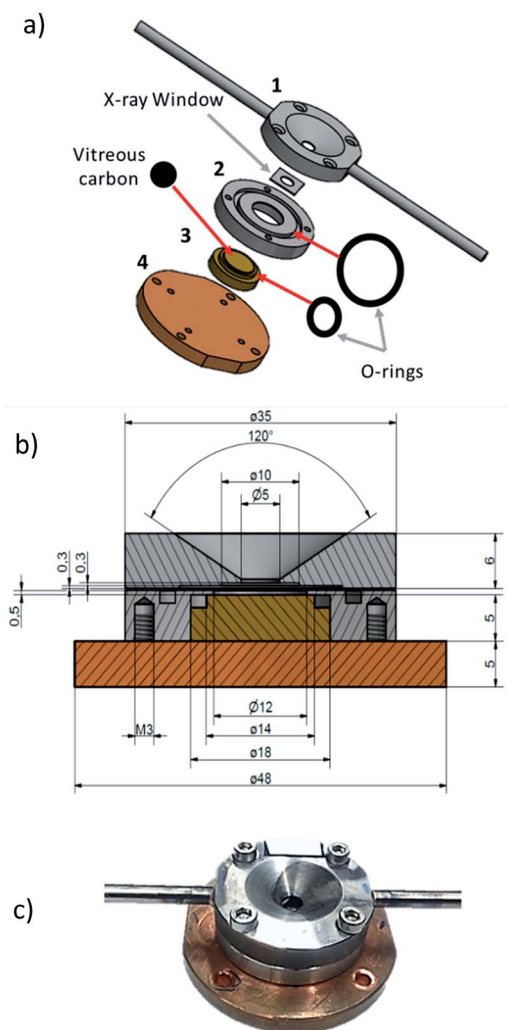 a)
1
X-ray Window
Vitreous
carbon
2
3
4
O-rings
b)
ø35
120°
ø10
Ø5
0,3
0,3
6
0,5
5
5
Ø12
M3
ø14
ø18
ø48
c)